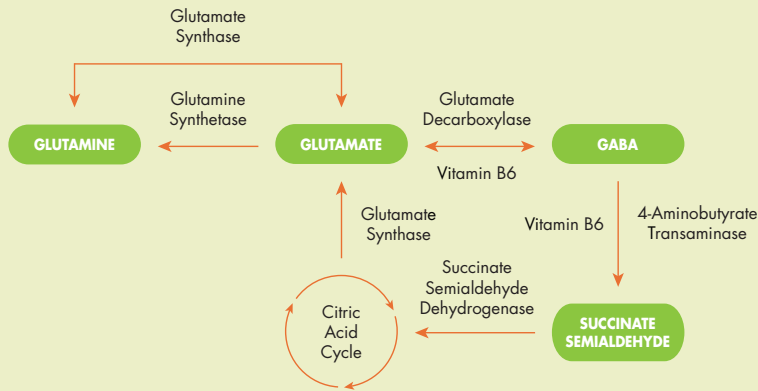 Glutamate
Synthase
Glutamine
Synthetase
Glutamate
Decarboxylase
GLUTAMINE
GLUTAMATE
GABA
Vitamin B6
Glutamate
Synthase
Vitamin B6
4-Aminobutyrate
Transaminase
Citric
Acid
Cycle
Succinate
Semialdehyde
Dehydrogenase
SUCCINATE
SEMIALDEHYDE